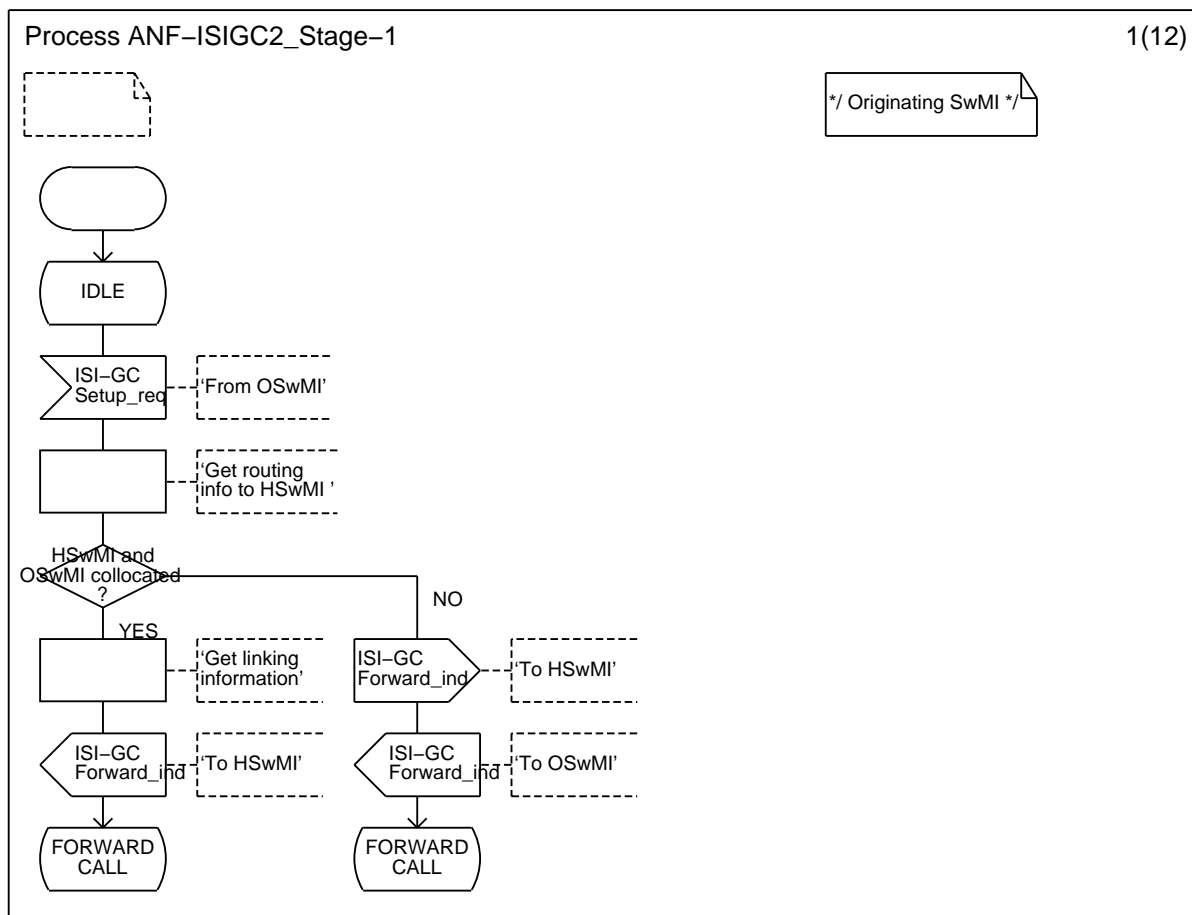 Process ANF−ISIGC2_Stage−1
1(12)
*/ Originating SwMI */
IDLE
ISI−GC
Setup_req
‘From OSwMI’
‘Get routing
info to HSwMI ’
HSwMI and
OSwMI collocated
?
NO
YES
‘Get linking
information’
ISI−GC
Forward_ind
‘To HSwMI’
ISI−GC
Forward_ind
‘To HSwMI’
ISI−GC
Forward_ind
‘To OSwMI’
FORWARD
CALL
FORWARD
CALL